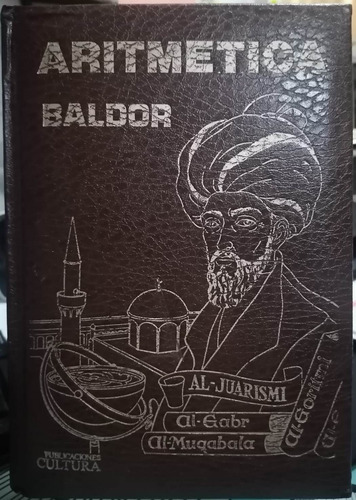 ARITMETICA
BALDOR
AL-JUARISMI
Al-Gabr
Al-Muqabala
PUBLICACIONES
CULTURA